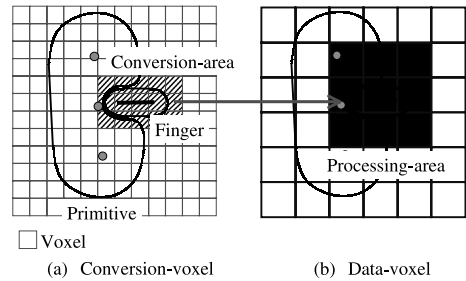 Conversion-area
Finger
Processing-area
Primitive
Voxel
(a) Conversion-voxel
(b) Data-voxel